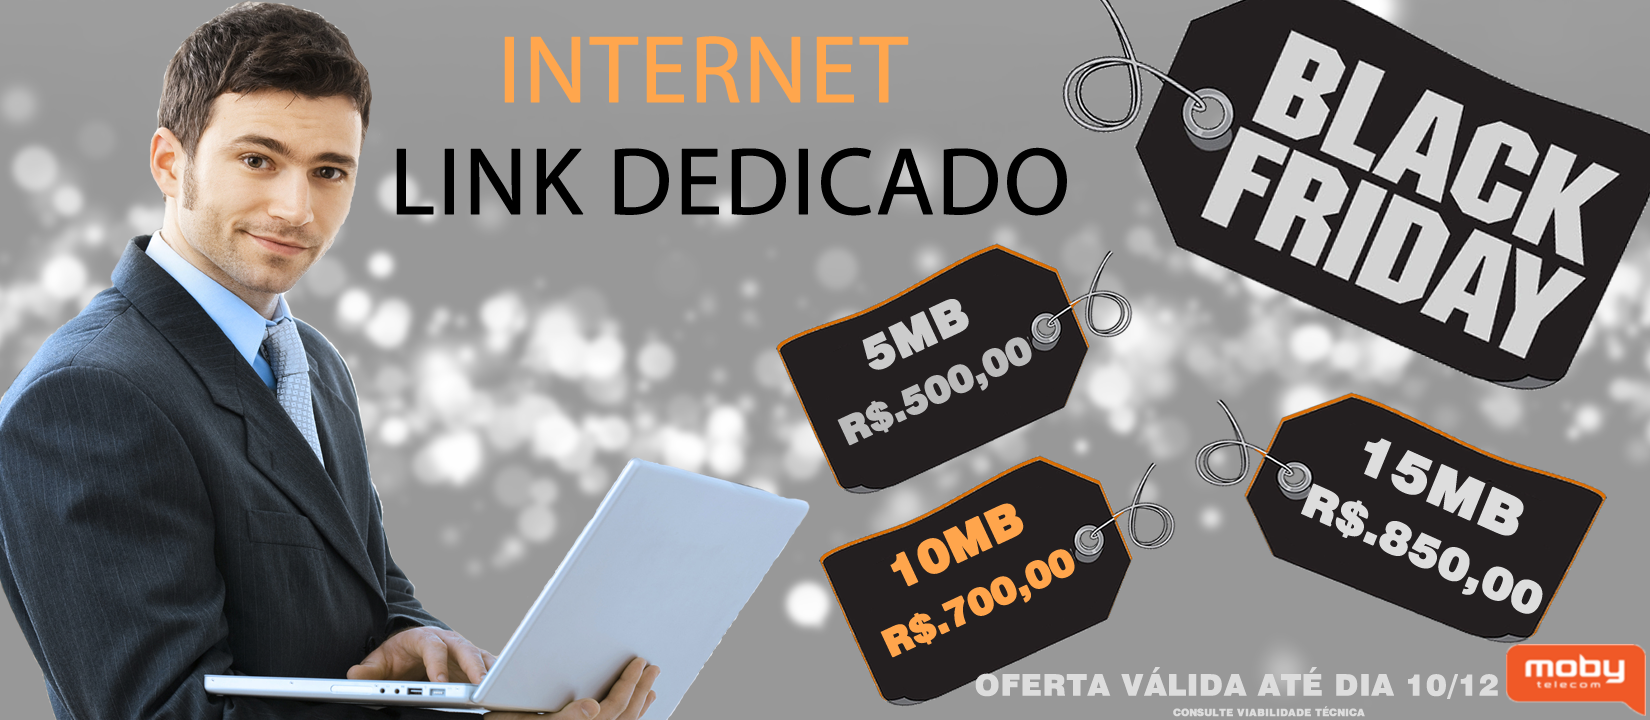 INTERNET
LINK DEDICADO
BLACK
FRIDAY
5MB
R$.500,00
10MB
R$.700,00
15MB
R$.850,00
OFERTA VÁLIDA ATÉ DIA 10/12
CONSULTE VIABILIDADE TÉCNICA
moby
telecom